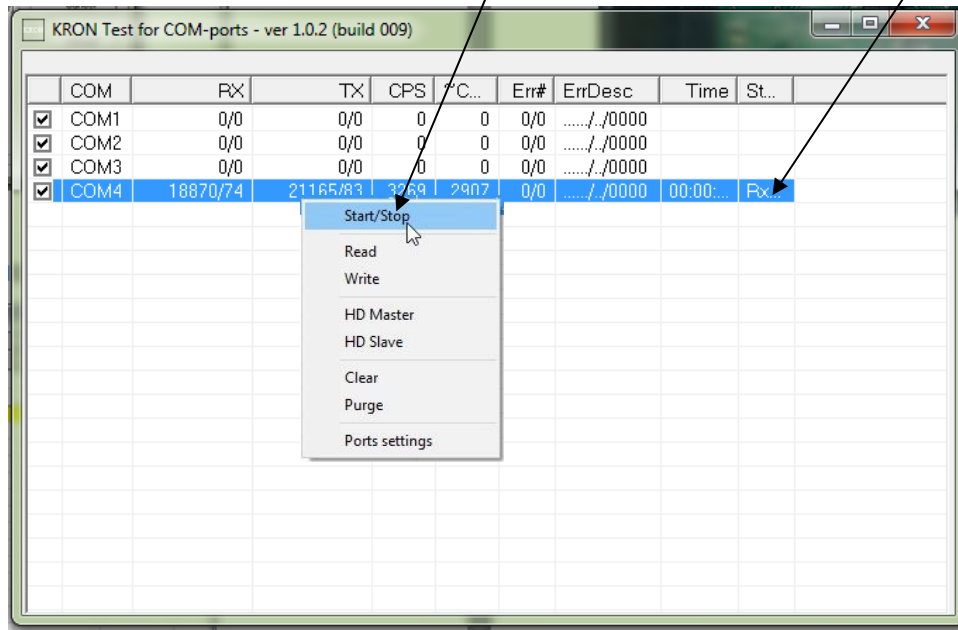 KRON Test for COM-ports - ver 1.0.2 (build 009)
COM RX TX CPS °C... Err# ErrDesc Time St...
COM1 0/0 0/0 0 0 0/0 ....../../0000
COM2 0/0 0/0 0 0 0/0 ....../../0000
COM3 0/0 0/0 0 0 0/0 ....../../0000
COM4 18870/74 21165/83 3269 2907 0/0 ....../../0000 00:00:... Rx...
Start/Stop
Read
Write
HD Master
HD Slave
Clear
Purge
Ports settings